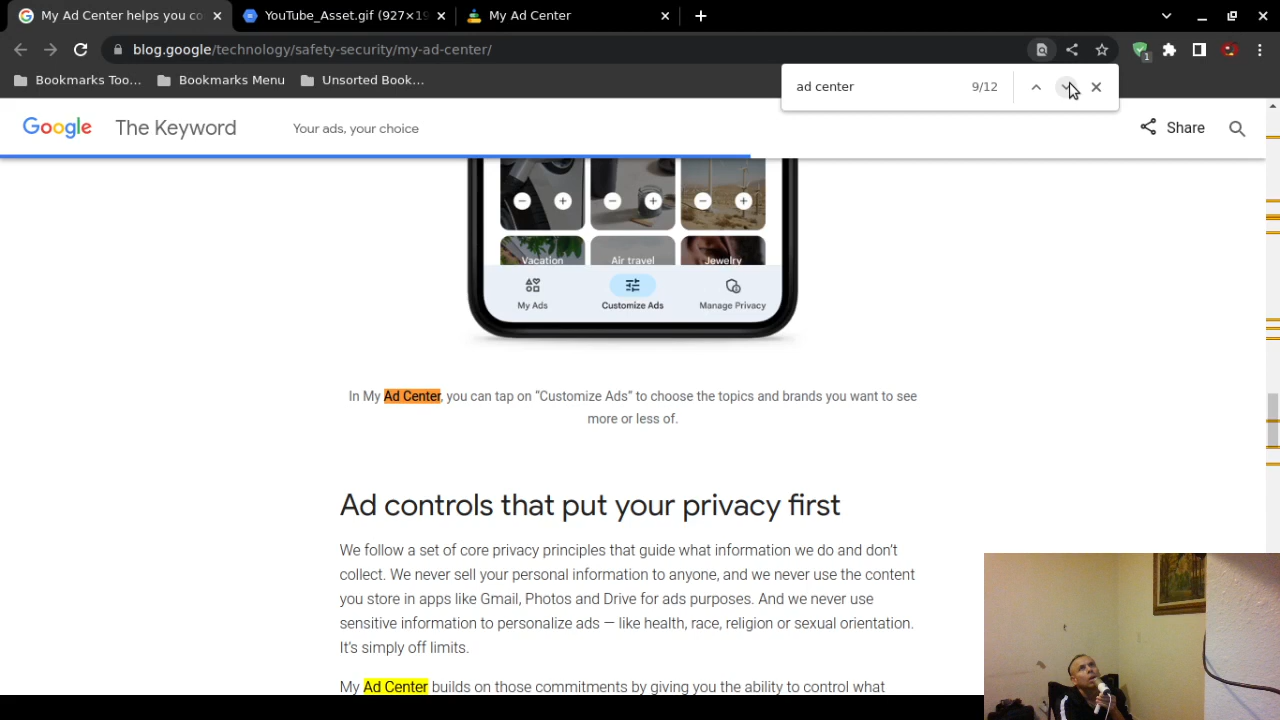 My Ad Center helps you co
YouTube_Asset.gif (927×19
My Ad Center
blog.google/technology/safety-security/my-ad-center/
1
Bookmarks Too...
Bookmarks Menu
Unsorted Book...
ad center
9/12
Google The Keyword
Your ads, your choice
Share
Vacation
Air travel
Jewelry
My Ads
Customize Ads
Manage Privacy
In My Ad Center, you can tap on “Customize Ads” to choose the topics and brands you want to see
more or less of.
Ad controls that put your privacy first
We follow a set of core privacy principles that guide what information we do and don’t
collect. We never sell your personal information to anyone, and we never use the content
you store in apps like Gmail, Photos and Drive for ads purposes. And we never use
sensitive information to personalize ads — like health, race, religion or sexual orientation.
It’s simply off limits.
My Ad Center builds on those commitments by giving you the ability to control what